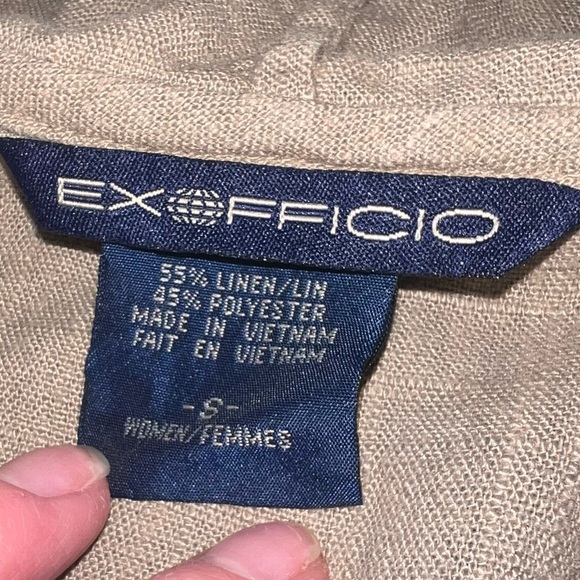 EXOFFICIO
55% LINEN/LIN
45% POLYESTER
MADE IN VIETNAM
FAIT EN VIETNAM
-S-
WOMEN/FEMMES